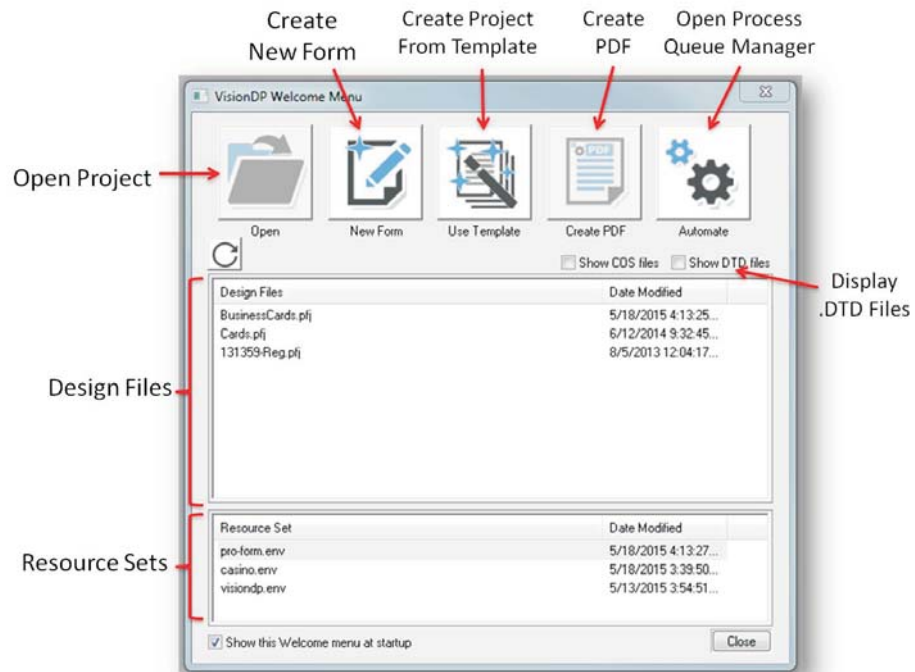 Create
New Form
Create Project
From Template
Create
PDF
Open Process
Queue Manager
VisionDP Welcome Menu
Open Project
Open
New Form
Use Template
Create PDF
Automate
Show COS files
Show DTD files
Display
.DTD Files
Design Files
Date Modified
BusinessCards.pfj
5/18/2015 4:13:25...
Cards.pfj
6/12/2014 9:32:45...
131359-Reg.pfj
8/5/2013 12:04:17...
Design Files
Resource Set
Date Modified
pro-form.env
5/18/2015 4:13:27...
casino.env
5/18/2015 3:39:50...
visiondp.env
5/13/2015 3:54:51...
Resource Sets
Show this Welcome menu at startup
Close